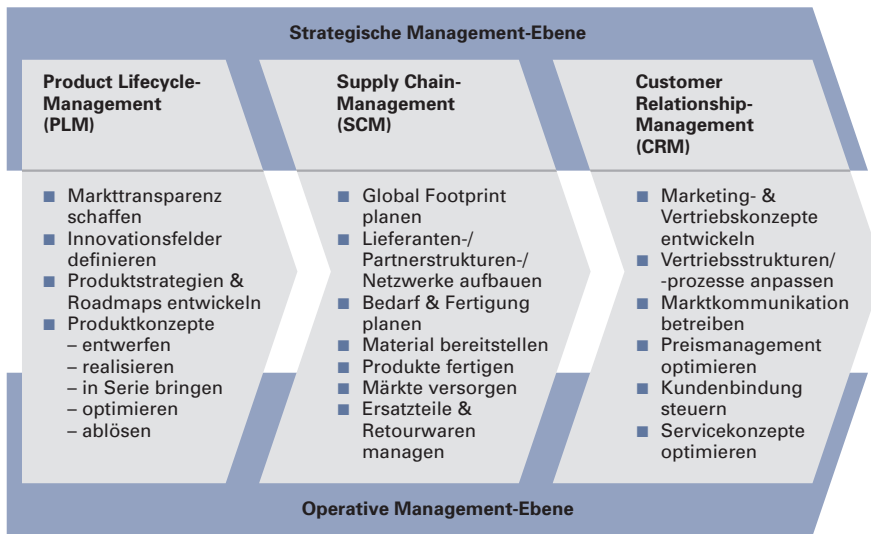 Strategische Management-Ebene
Product Lifecycle-
Management
(PLM)
■ Markttransparenz
schaffen
■ Innovationsfelder
definieren
■ Produktstrategien &
Roadmaps entwickeln
■ Produktkonzepte
– entwerfen
– realisieren
– in Serie bringen
– optimieren
– ablösen
Supply Chain-
Management
(SCM)
■ Global Footprint
planen
■ Lieferanten-/
Partnerstrukturen-/
Netzwerke aufbauen
■ Bedarf & Fertigung
planen
■ Material bereitstellen
■ Produkte fertigen
■ Märkte versorgen
■ Ersatzteile &
Retourwaren
managen
Customer
Relationship-
Management
(CRM)
■ Marketing- &
Vertriebskonzepte
entwickeln
■ Vertriebsstrukturen/
-prozesse anpassen
■ Marktkommunikation
betreiben
■ Preismanagement
optimieren
■ Kundenbindung
steuern
■ Servicekonzepte
optimieren
Operative Management-Ebene